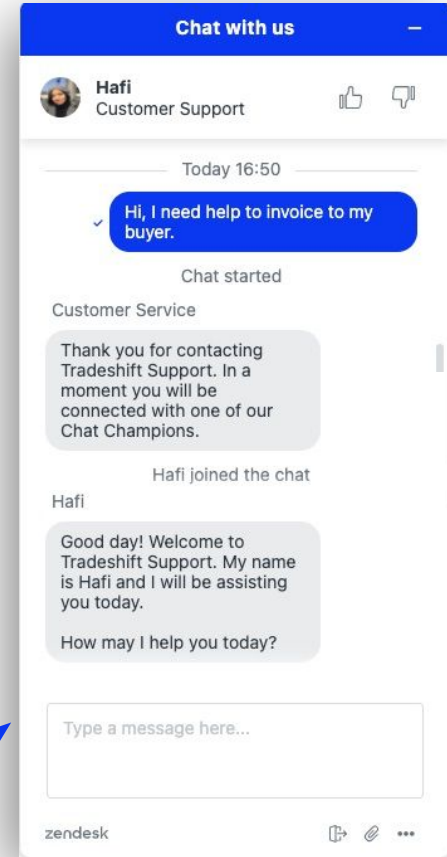 Chat with us
Hafi
Customer Support
Today 16:50
Hi, I need help to invoice to my
buyer.
Chat started
Customer Service
Thank you for contacting
Tradeshift Support. In a
moment you will be
connected with one of our
Chat Champions.
Hafi joined the chat
Hafi
Good day! Welcome to
Tradeshift Support. My name
is Hafi and I will be assisting
you today.
How may I help you today?
Type a message here...
zendesk